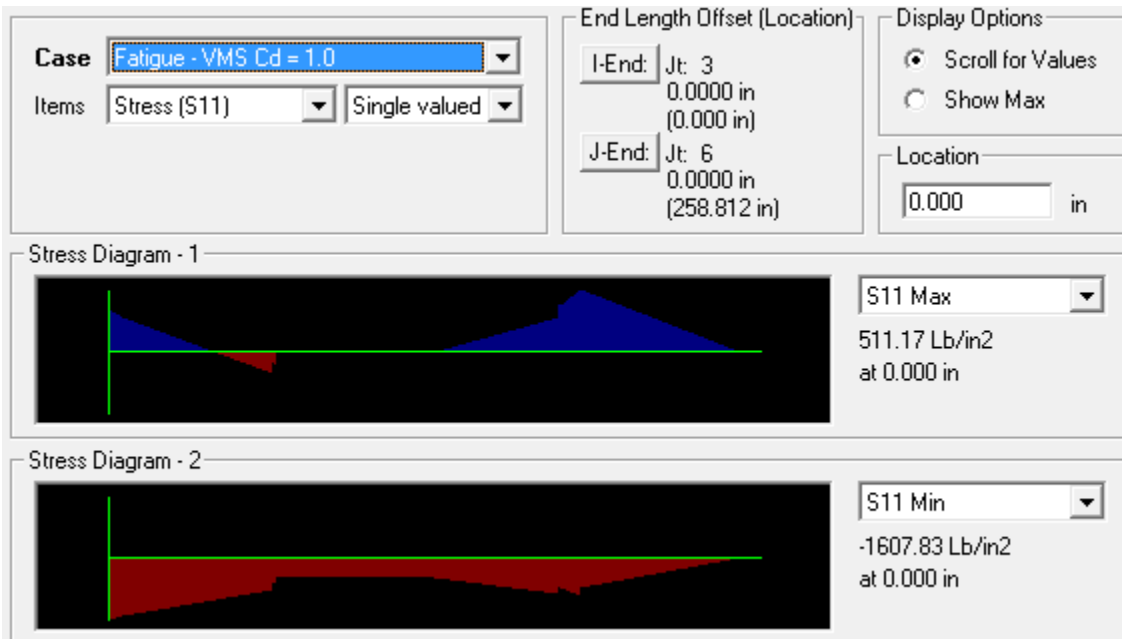 Case Fatigue - VMS Cd = 1.0
Items Stress (S11) Single valued
End Length Offset (Location)
I-End: Jt: 3
0.0000 in
(0.000 in)
J-End: Jt: 6
0.0000 in
(258.812 in)
Display Options
Scroll for Values
Show Max
Location
0.000 in
Stress Diagram - 1
S11 Max
511.17 Lb/in2
at 0.000 in
Stress Diagram - 2
S11 Min
-1607.83 Lb/in2
at 0.000 in